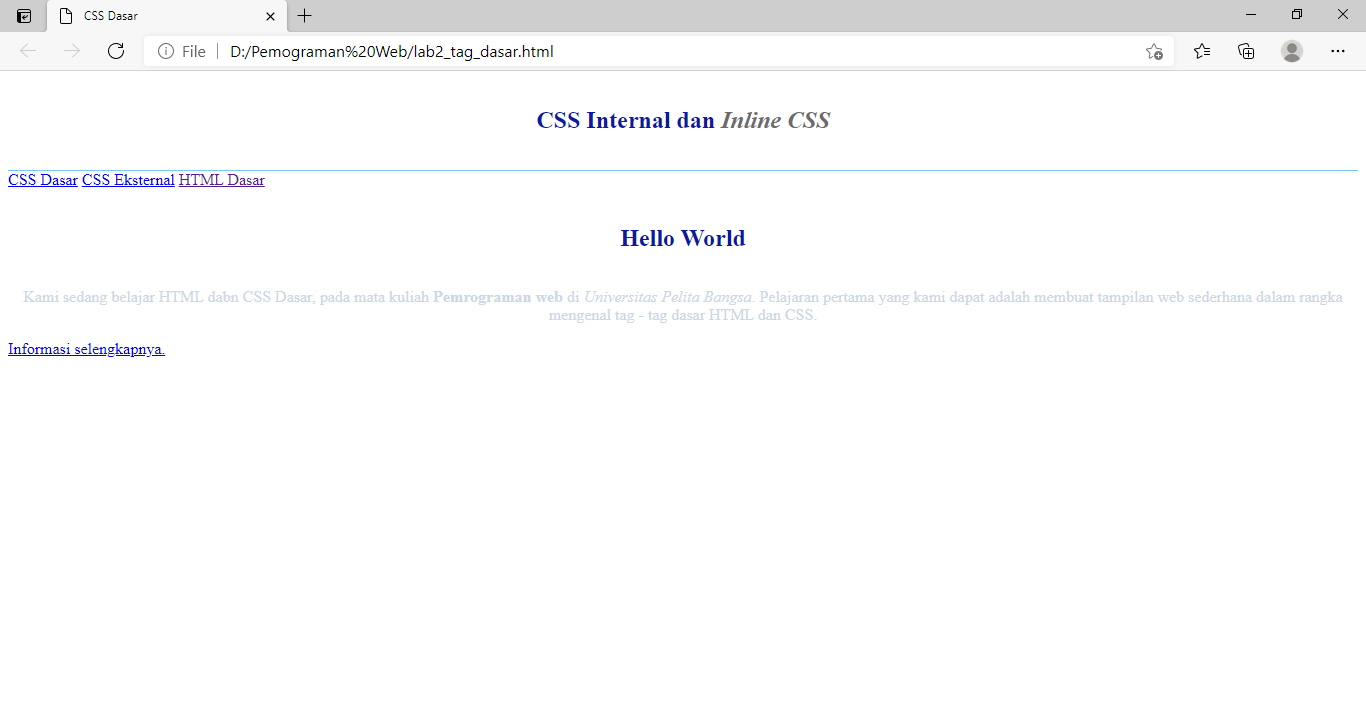 CSS Dasar
File
D:/Pemograman%20Web/lab2_tag_dasar.html
CSS Internal dan Inline CSS
CSS Dasar CSS Eksternal HTML Dasar
Hello World
Kami sedang belajar HTML dabn CSS Dasar, pada mata kuliah Pemrograman web di Universitas Pelita Bangsa. Pelajaran pertama yang kami dapat adalah membuat tampilan web sederhana dalam rangka
mengenal tag - tag dasar HTML dan CSS.
Informasi selengkapnya.